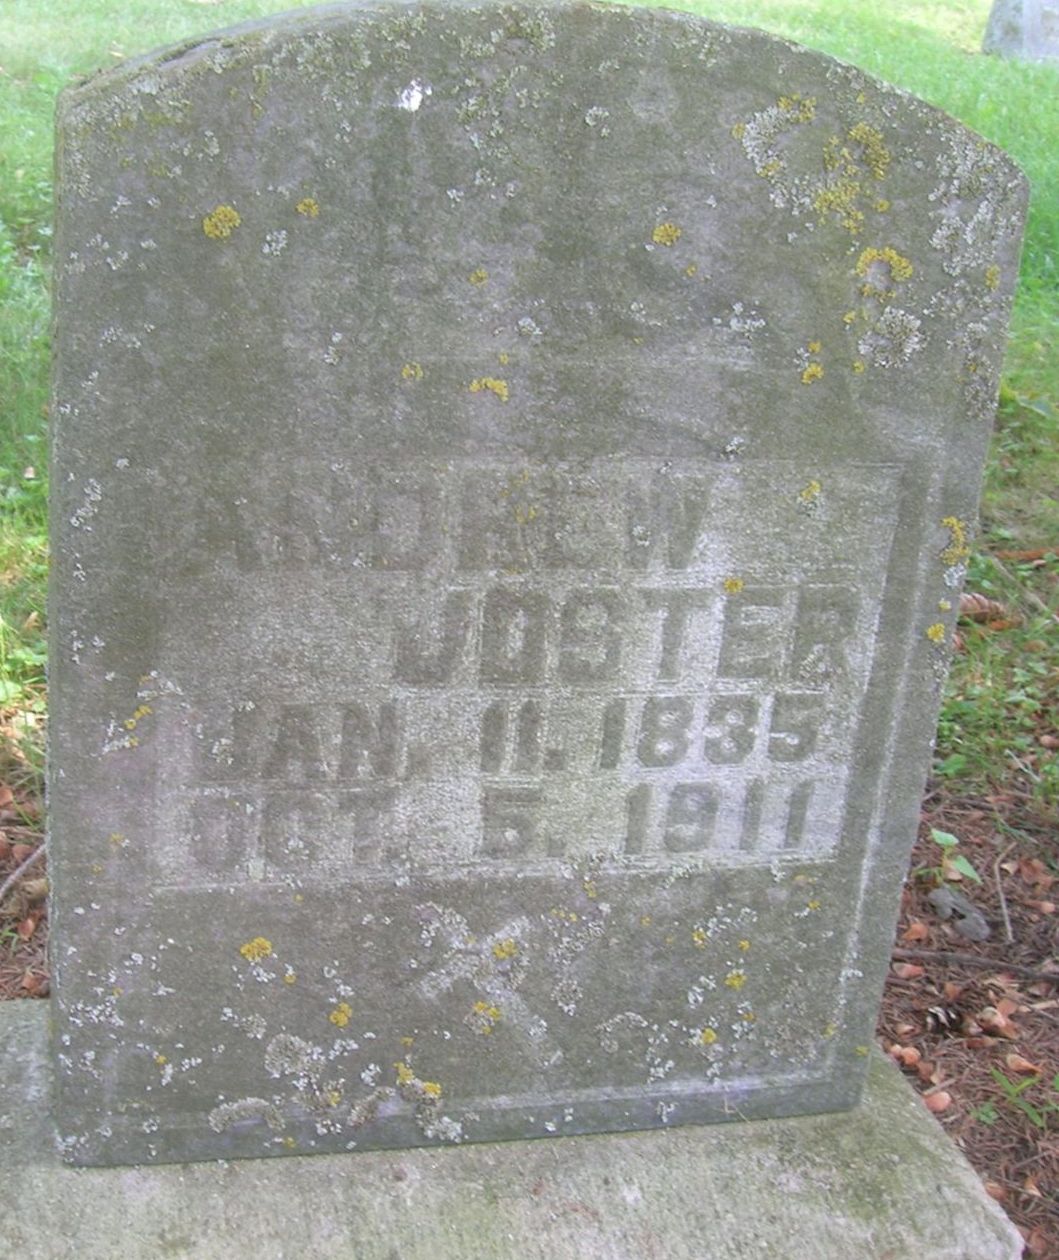 ANDREW
JOSTER
JAN. 11. 1835
OCT. 5. 1911